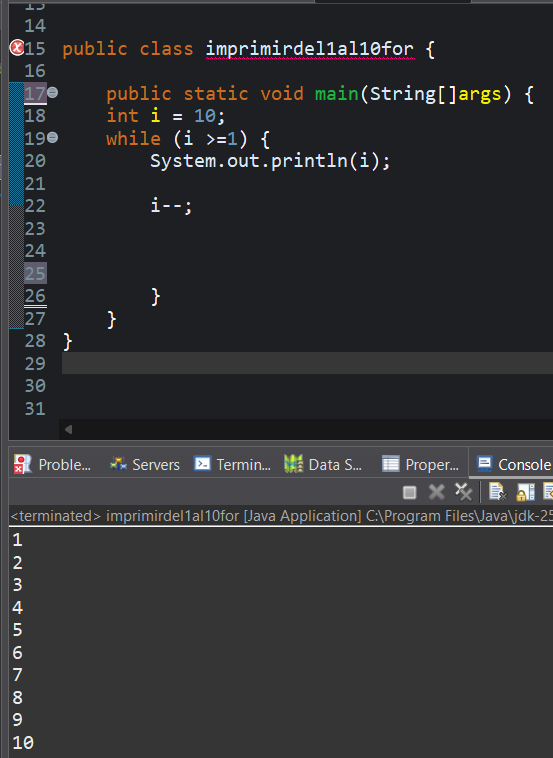 13
14
15 public class imprimirdel1al10for {
16
17 public static void main(String[]args) {
18 int i = 10;
19 while (i >=1) {
20 System.out.println(i);
21
22 i--;
23
24
25
26 }
27 }
28 }
29
30
31
Proble... Servers Termin... Data S... Proper... Console
<terminated> imprimirdel1al10for [Java Application] C:\Program Files\Java\jdk-25
1
2
3
4
5
6
7
8
9
10